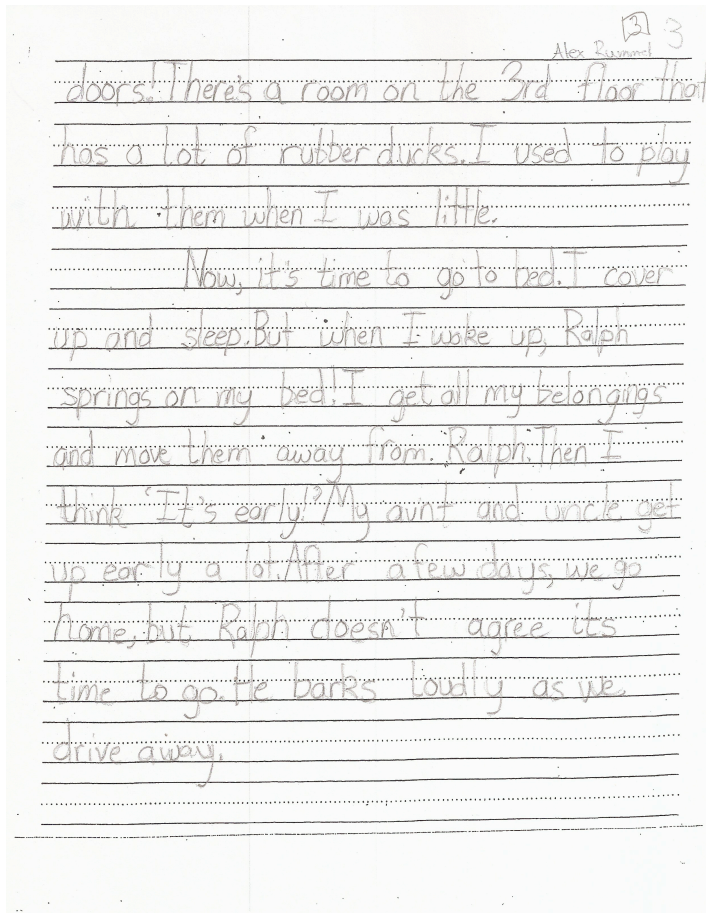 3 3
Alex Rummel
doors! There's a room on the 3rd floor that
has a lot of rubber ducks. I used to play
with them when I was little.
Now, it's time to go to bed. I cover
up and sleep. But when I woke up, Ralph
springs on my bed! I get all my belongings
and move them away from Ralph. Then I
think 'It's early!' My aunt and uncle get
up early a lot. After a few days, we go
home, but Ralph doesn't agree its
time to go. He barks loudly as we
drive away.